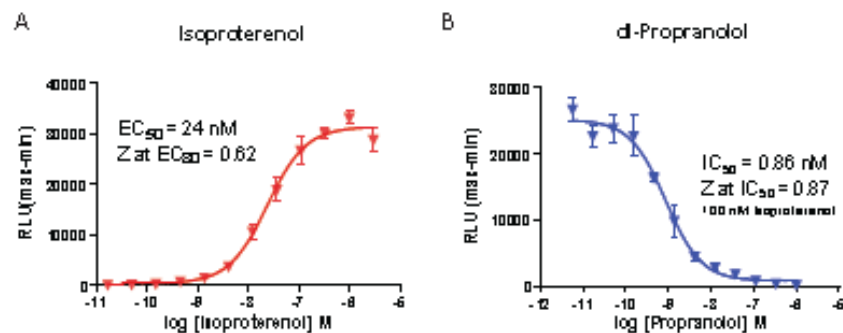 A
Isoproterenol
40000
30000
20000
10000
0
RLU(max-min)
EC50 = 24 nM
Z at EC80 = 0.62
-11 -10 -9 -8 -7 -6 -5
log [Isoproterenol] M
B
dl-Propranolol
30000
20000
10000
0
RLU(max-min)
IC50 = 0.86 nM
Z at IC50 = 0.87
100 nM Isoproterenol
-12 -11 -10 -9 -8 -7 -6 -5
log [Propranolol] M